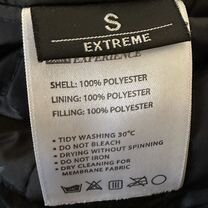 S
EXTREME
EXPERIENCE
SHELL: 100% POLYESTER
LINING: 100% POLYESTER
FILLING: 100% POLYESTER
• TIDY WASHING 30°C
• DO NOT BLEACH
• DRYING WITHOUT SPINNING
• DO NOT IRON
• DRY CLEANING FOR
MEMBRANE FABRIC